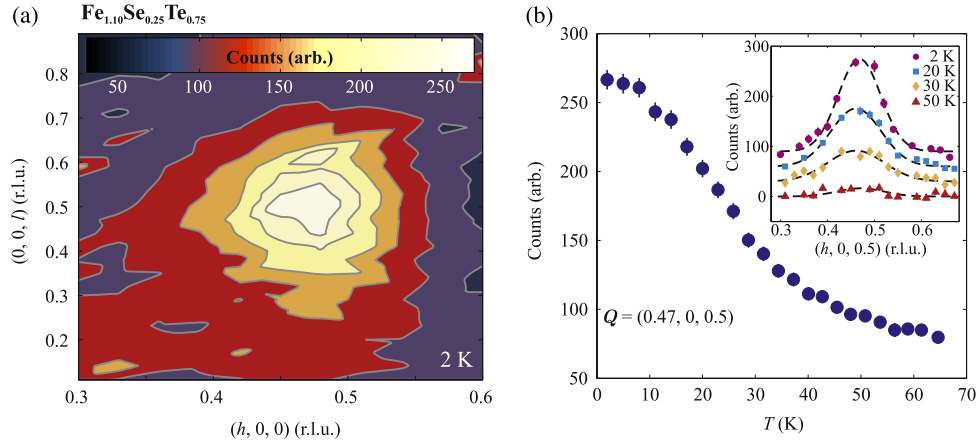 (a)
Fe1.10Se0.25Te0.75
Counts (arb.)
50 100 150 200 250
0.8
0.7
0.6
0.5
0.4
0.3
0.2
(0, 0, l) (r.l.u.)
2 K
0.3 0.4 0.5 0.6
(h, 0, 0) (r.l.u.)
(b)
300
250
200
150
100
50
Counts (arb.)
Q = (0.47, 0, 0.5)
0 10 20 30 40 50 60 70
T (K)
300
200
100
0
Counts (arb.)
2 K
20 K
30 K
50 K
0.3 0.4 0.5 0.6
(h, 0, 0.5) (r.l.u.)